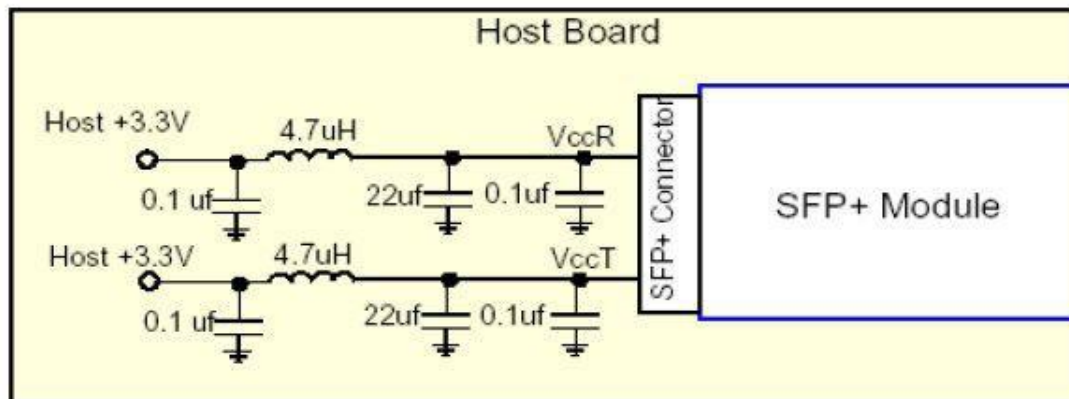 Host Board
Host +3.3V
4.7uH
VccR
0.1 uf
22uf
0.1uf
Host +3.3V
4.7uH
VccT
0.1 uf
22uf
0.1uf
SFP+ Connector
SFP+ Module